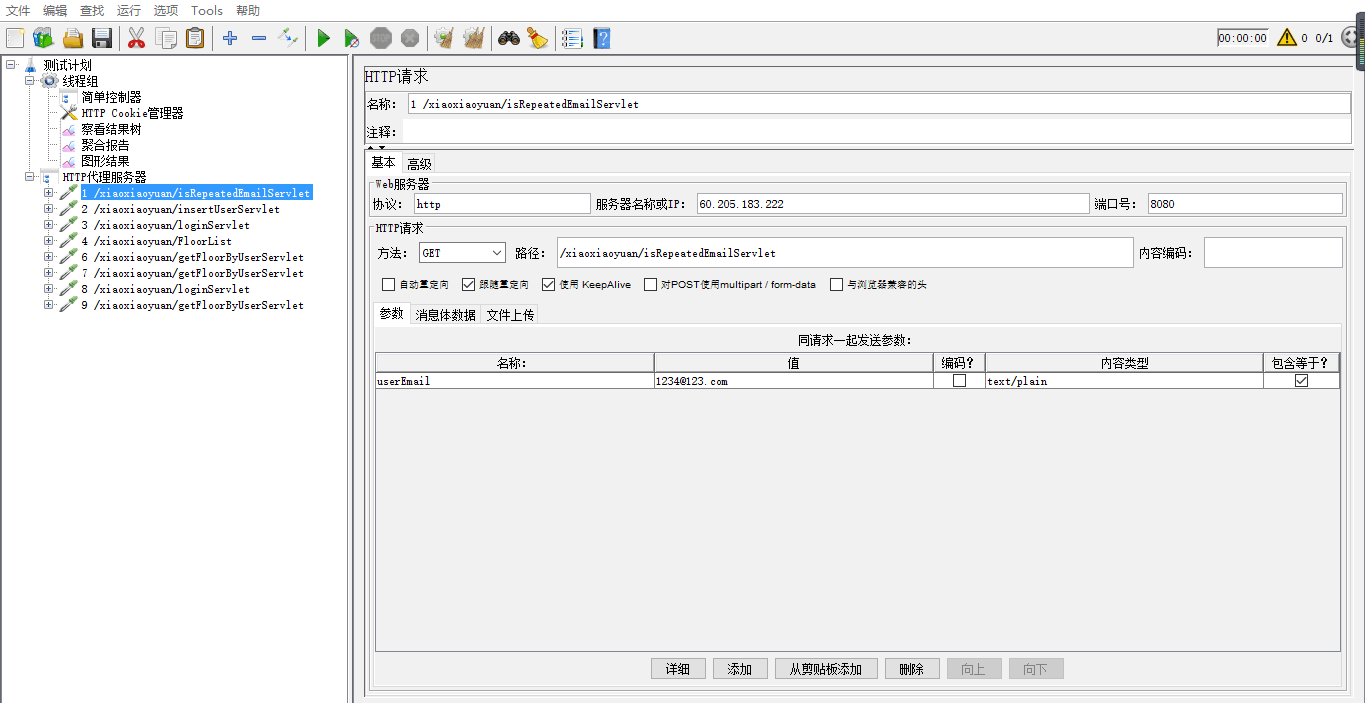 文件 编辑 查找 运行 选项 Tools 帮助
STOP 00:00:00 0 0/1
测试计划
线程组
简单控制器
HTTP Cookie管理器
察看结果树
聚合报告
图形结果
HTTP代理服务器
1 /xiaoxiaoyuan/isRepeatedEmailServlet
2 /xiaoxiaoyuan/insertUserServlet
3 /xiaoxiaoyuan/loginServlet
4 /xiaoxiaoyuan/FloorList
6 /xiaoxiaoyuan/getFloorByUserServlet
7 /xiaoxiaoyuan/getFloorByUserServlet
8 /xiaoxiaoyuan/loginServlet
9 /xiaoxiaoyuan/getFloorByUserServlet
HTTP请求
名称： 1 /xiaoxiaoyuan/isRepeatedEmailServlet
注释：
基本 高级
Web服务器
协议： http 服务器名称或IP： 60.205.183.222 端口号： 8080
HTTP请求
方法： GET 路径： /xiaoxiaoyuan/isRepeatedEmailServlet 内容编码：
自动重定向 跟随重定向 使用 KeepAlive 对POST使用multipart / form-data 与浏览器兼容的头
参数 消息体数据 文件上传
同请求一起发送参数：
名称： 值 编码？ 内容类型 包含等于？
userEmail 1234@123.com text/plain
详细 添加 从剪贴板添加 删除 向上 向下